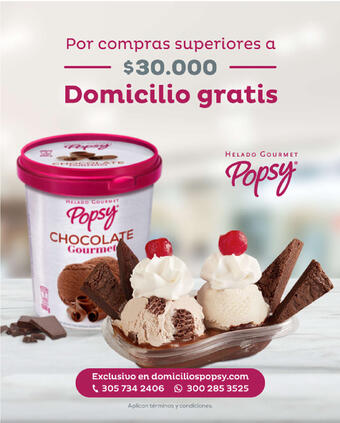 Por compras superiores a
$30.000
Domicilio gratis
HELADO GOURMET
Popsy
HELADO GOURMET
Popsy
CHOCOLATE
Gourmet
Exclusivo en domiciliospopsy.com
305 734 2406 300 285 3525
Aplican términos y condiciones.